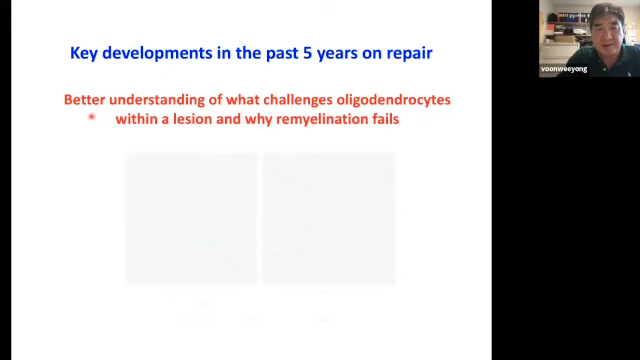 Key developments in the past 5 years on repair
Better understanding of what challenges oligodendrocytes
within a lesion and why remyelination fails
voonweeyong